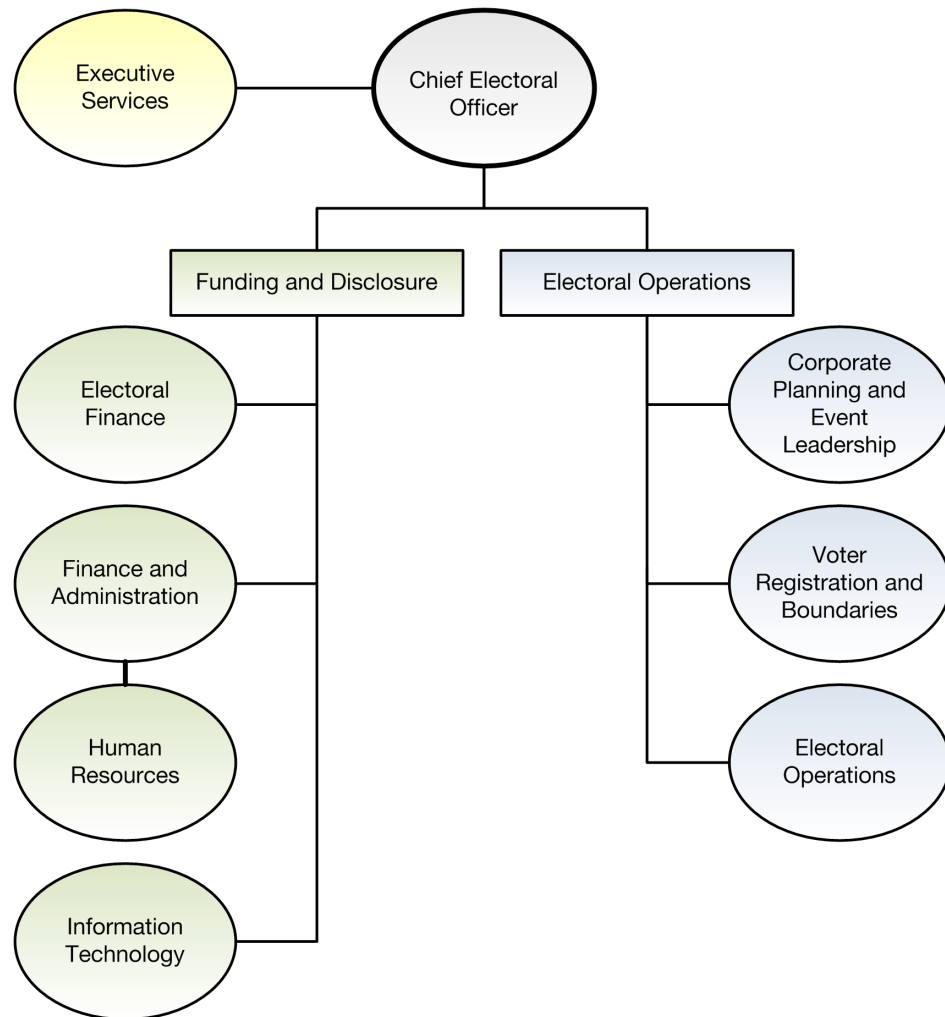 Executive
Services
Chief Electoral
Officer
Funding and Disclosure
Electoral Operations
Electoral
Finance
Corporate
Planning and
Event
Leadership
Finance and
Administration
Voter
Registration and
Boundaries
Human
Resources
Electoral
Operations
Information
Technology